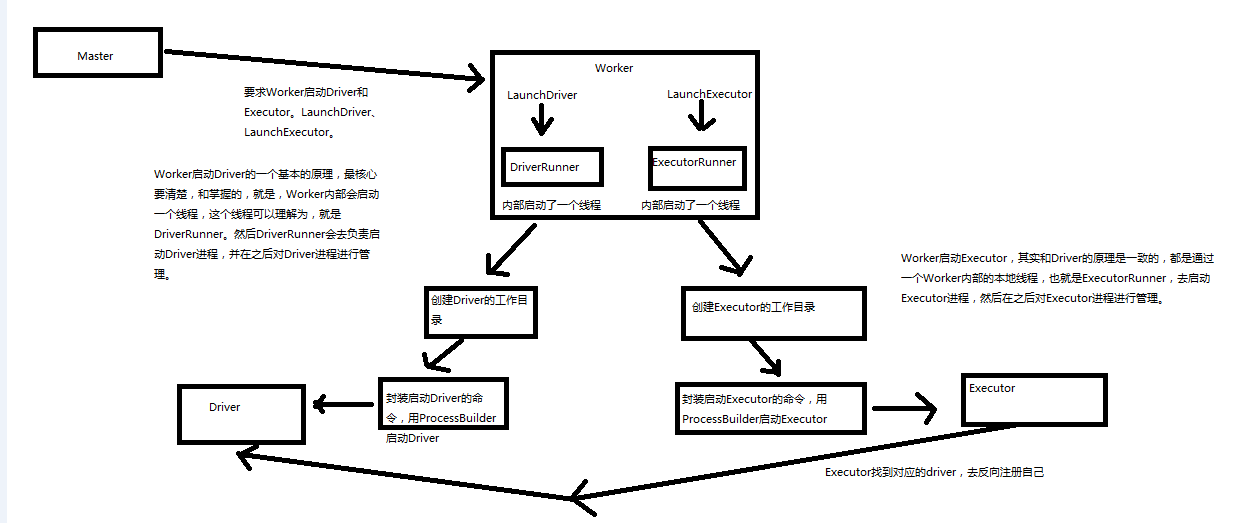 Master
要求Worker启动Driver和
Executor。LaunchDriver、
LaunchExecutor。
Worker
LaunchDriver
LaunchExecutor
DriverRunner
ExecutorRunner
内部启动了一个线程
内部启动了一个线程
Worker启动Driver的一个基本的原理，最核心
要清楚，和掌握的，就是，Worker内部会启动
一个线程，这个线程可以理解为，就是
DriverRunner。然后DriverRunner会去负责启
动Driver进程，并在之后对Driver进程进行管
理。
Worker启动Executor，其实和Driver的原理是一致的，都是通过
一个Worker内部的本地线程，也就是ExecutorRunner，去启动
Executor进程，然后在之后对Executor进程进行管理。
创建Driver的工作目
录
创建Executor的工作目录
封装启动Driver的命
令，用ProcessBuilder
启动Driver
Driver
封装启动Executor的命令，用
ProcessBuilder启动Executor
Executor
Executor找到对应的driver，去反向注册自己